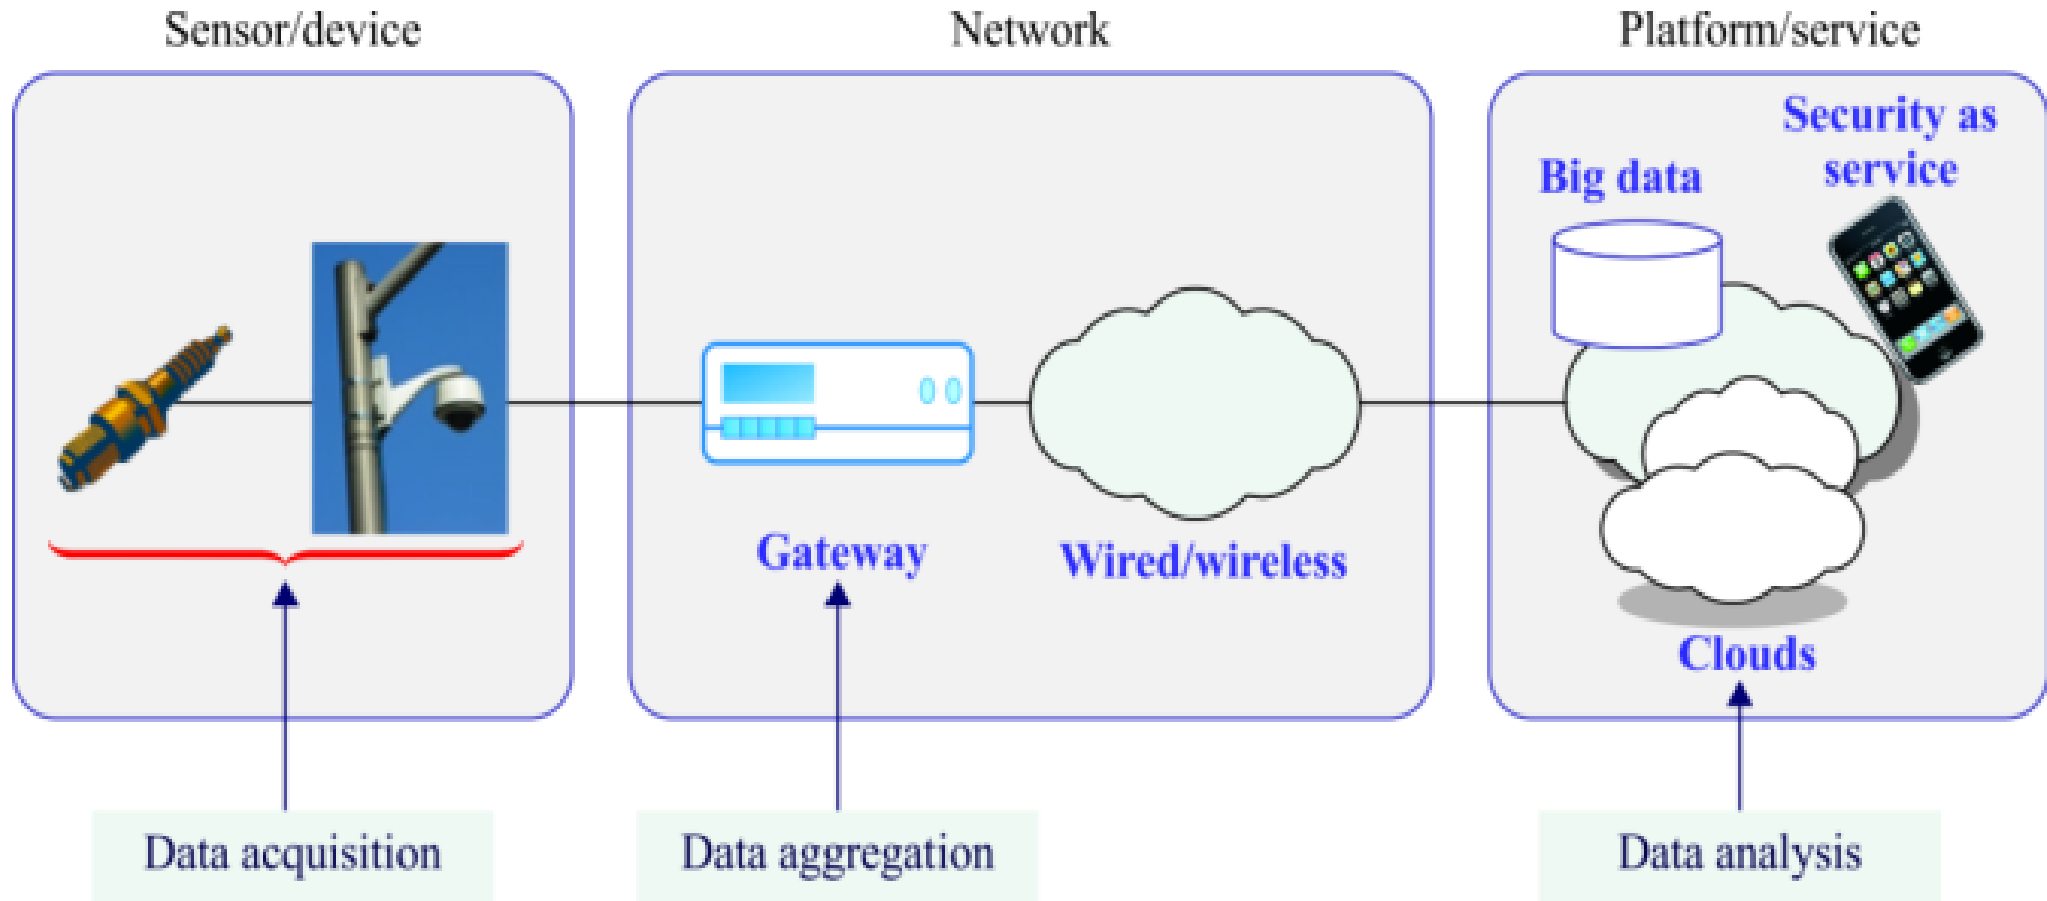 Sensor/device
Network
Platform/service
Security as
service
Big data
Gateway
Wired/wireless
Clouds
Data acquisition
Data aggregation
Data analysis